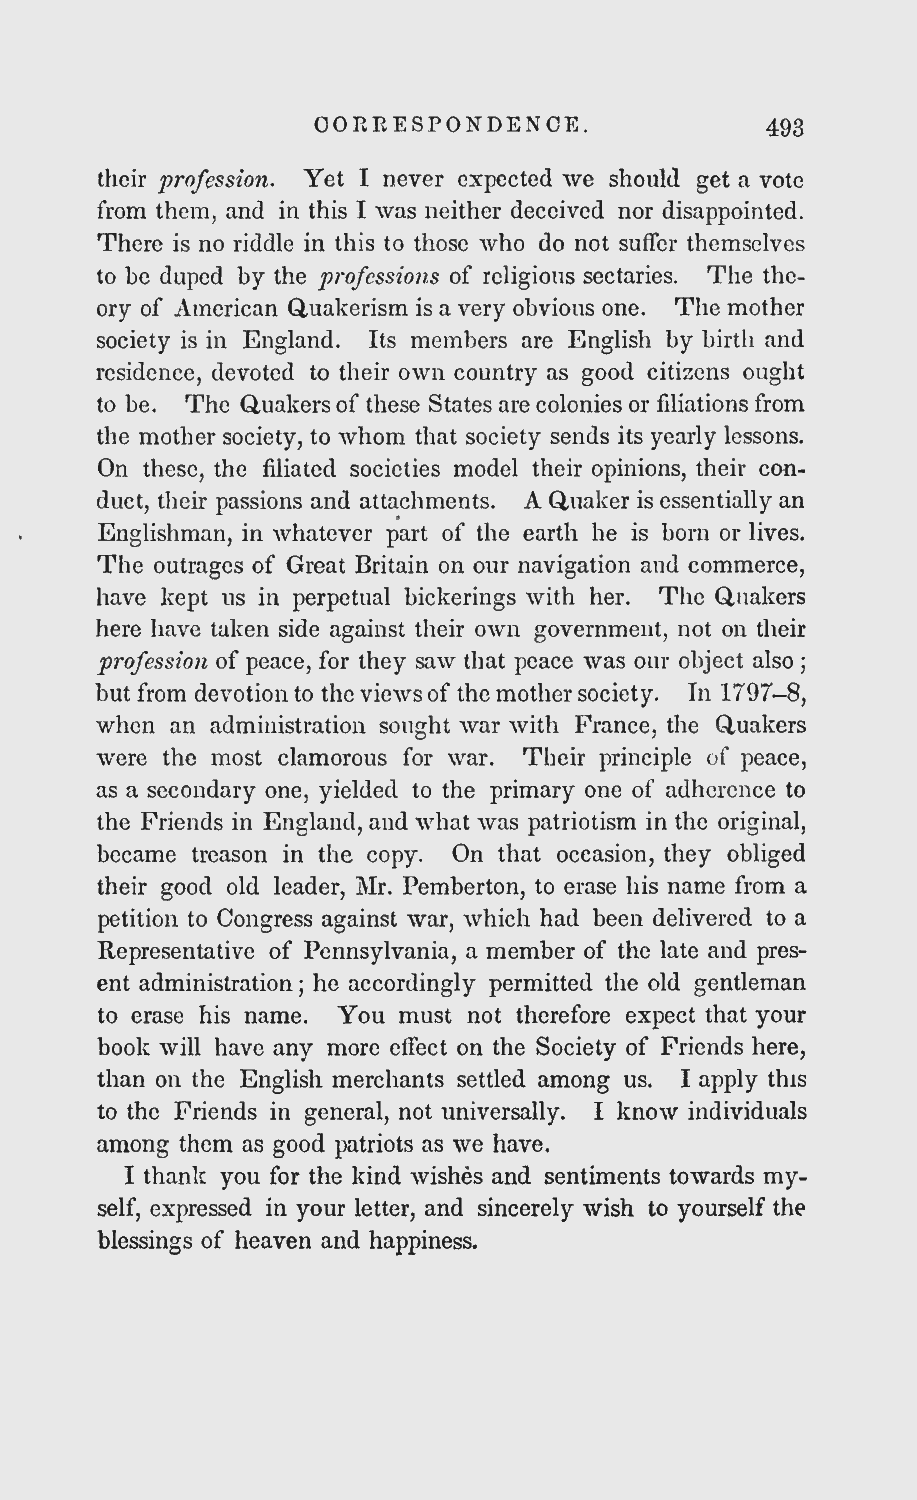 CORRESPONDENCE. 493
their profession. Yet I never expected we should get a vote
from them, and in this I was neither deceived nor disappointed.
There is no riddle in this to those who do not suffer themselves
to be duped by the professions of religious sectaries. The the-
ory of American Quakerism is a very obvious one. The mother
society is in England. Its members are English by birth and
residence, devoted to their own country as good citizens ought
to be. The Quakers of these States are colonies or filiations from
the mother society, to whom that society sends its yearly lessons.
On these, the filiated societies model their opinions, their con-
duct, their passions and attachments. A Quaker is essentially an
Englishman, in whatever part of the earth he is born or lives.
The outrages of Great Britain on our navigation and commerce,
have kept us in perpetual bickerings with her. The Quakers
here have taken side against their own government, not on their
profession of peace, for they saw that peace was our object also;
but from devotion to the views of the mother society. In 1797–8,
when an administration sought war with France, the Quakers
were the most clamorous for war. Their principle of peace,
as a secondary one, yielded to the primary one of adherence to
the Friends in England, and what was patriotism in the original,
became treason in the copy. On that occasion, they obliged
their good old leader, Mr. Pemberton, to erase his name from a
petition to Congress against war, which had been delivered to a
Representative of Pennsylvania, a member of the late and pres-
ent administration; he accordingly permitted the old gentleman
to erase his name. You must not therefore expect that your
book will have any more effect on the Society of Friends here,
than on the English merchants settled among us. I apply this
to the Friends in general, not universally. I know individuals
among them as good patriots as we have.
I thank you for the kind wishes and sentiments towards my-
self, expressed in your letter, and sincerely wish to yourself the
blessings of heaven and happiness.